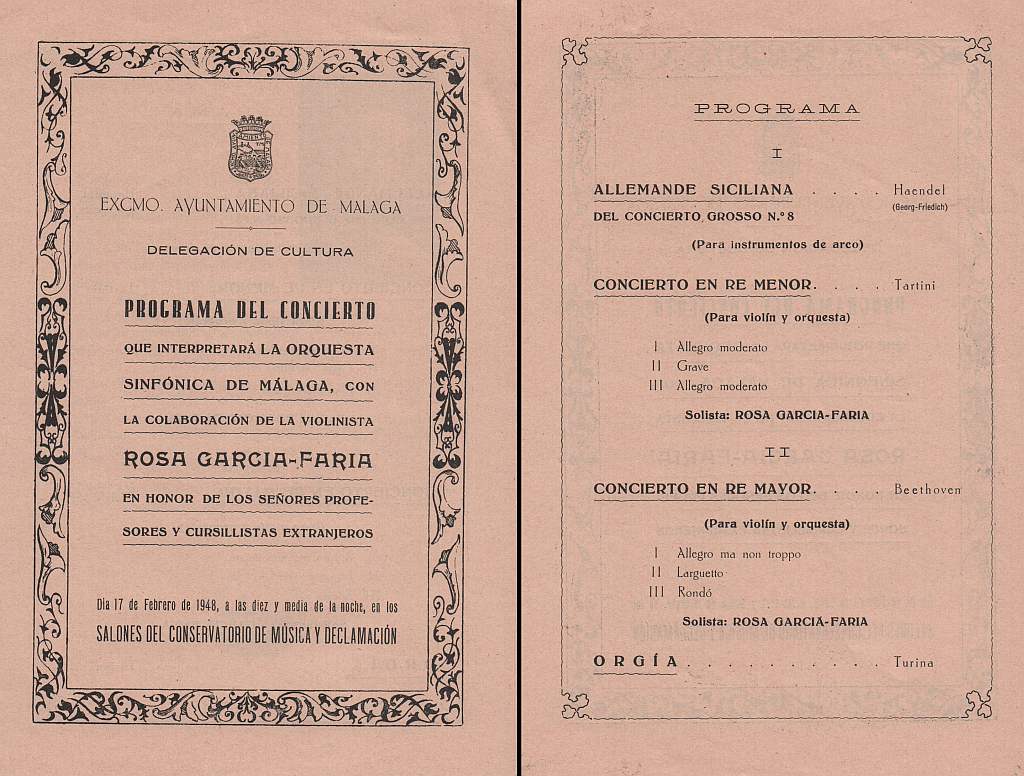 EXCMO. AYUNTAMIENTO DE MALAGA
DELEGACIÓN DE CULTURA
PROGRAMA DEL CONCIERTO
QUE INTERPRETARÁ LA ORQUESTA
SINFÓNICA DE MÁLAGA, CON
LA COLABORACIÓN DE LA VIOLINISTA
ROSA GARCIA-FARIA
EN HONOR DE LOS SEÑORES PROFE-
SORES Y CURSILLISTAS EXTRANJEROS
Dia 17 de Febrero de 1948, a las diez y media de la noche, en los
SALONES DEL CONSERVATORIO DE MÚSICA Y DECLAMACIÓN
PROGRAMA
I
ALLEMANDE SICILIANA . . . . Haendel
(Georg-Friedich)
DEL CONCIERTO GROSSO N.º 8
(Para instrumentos de arco)
CONCIERTO EN RE MENOR. . . . Tartini
(Para violín y orquesta)
I Allegro moderato
II Grave
III Allegro moderato
Solista: ROSA GARCIA-FARIA
II
CONCIERTO EN RE MAYOR. . . . Beethoven
(Para violín y orquesta)
I Allegro ma non troppo
II Larguetto
III Rondó
Solista: ROSA GARCIA-FARIA
ORGÍA . . . . . . . . . . Turina